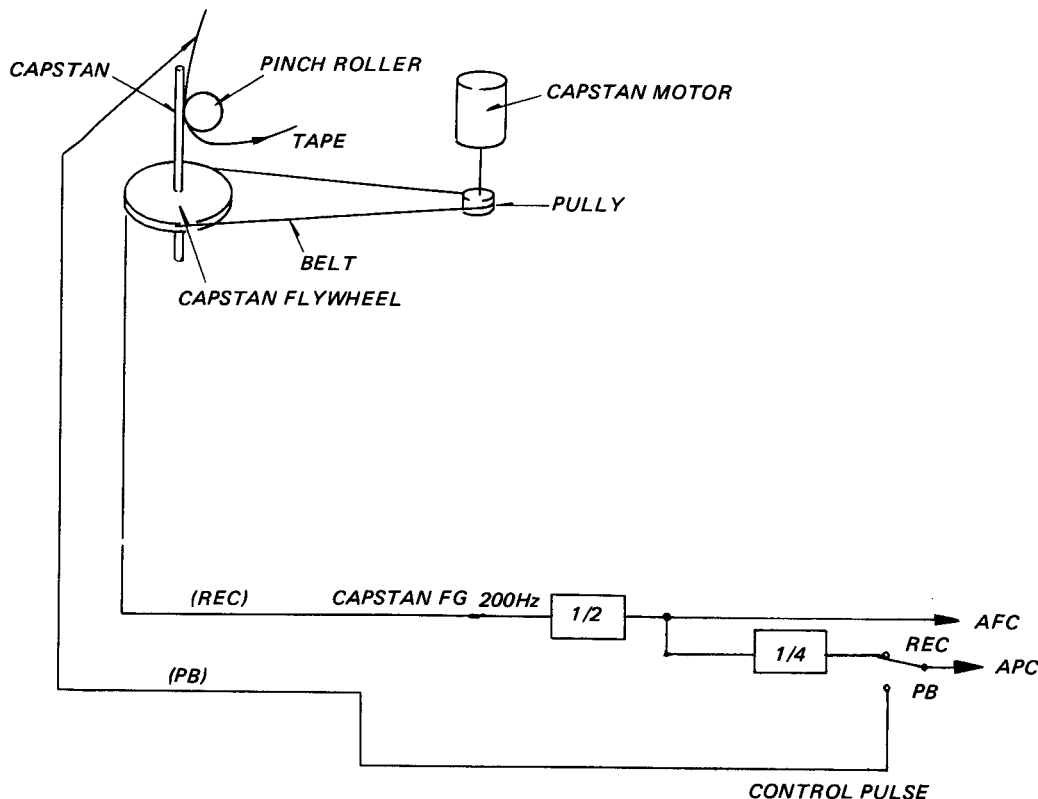 CAPSTAN
PINCH ROLLER
CAPSTAN MOTOR
TAPE
PULLY
BELT
CAPSTAN FLYWHEEL
(REC)
CAPSTAN FG 200Hz
1/2
AFC
1/4
REC
APC
(PB)
PB
CONTROL PULSE